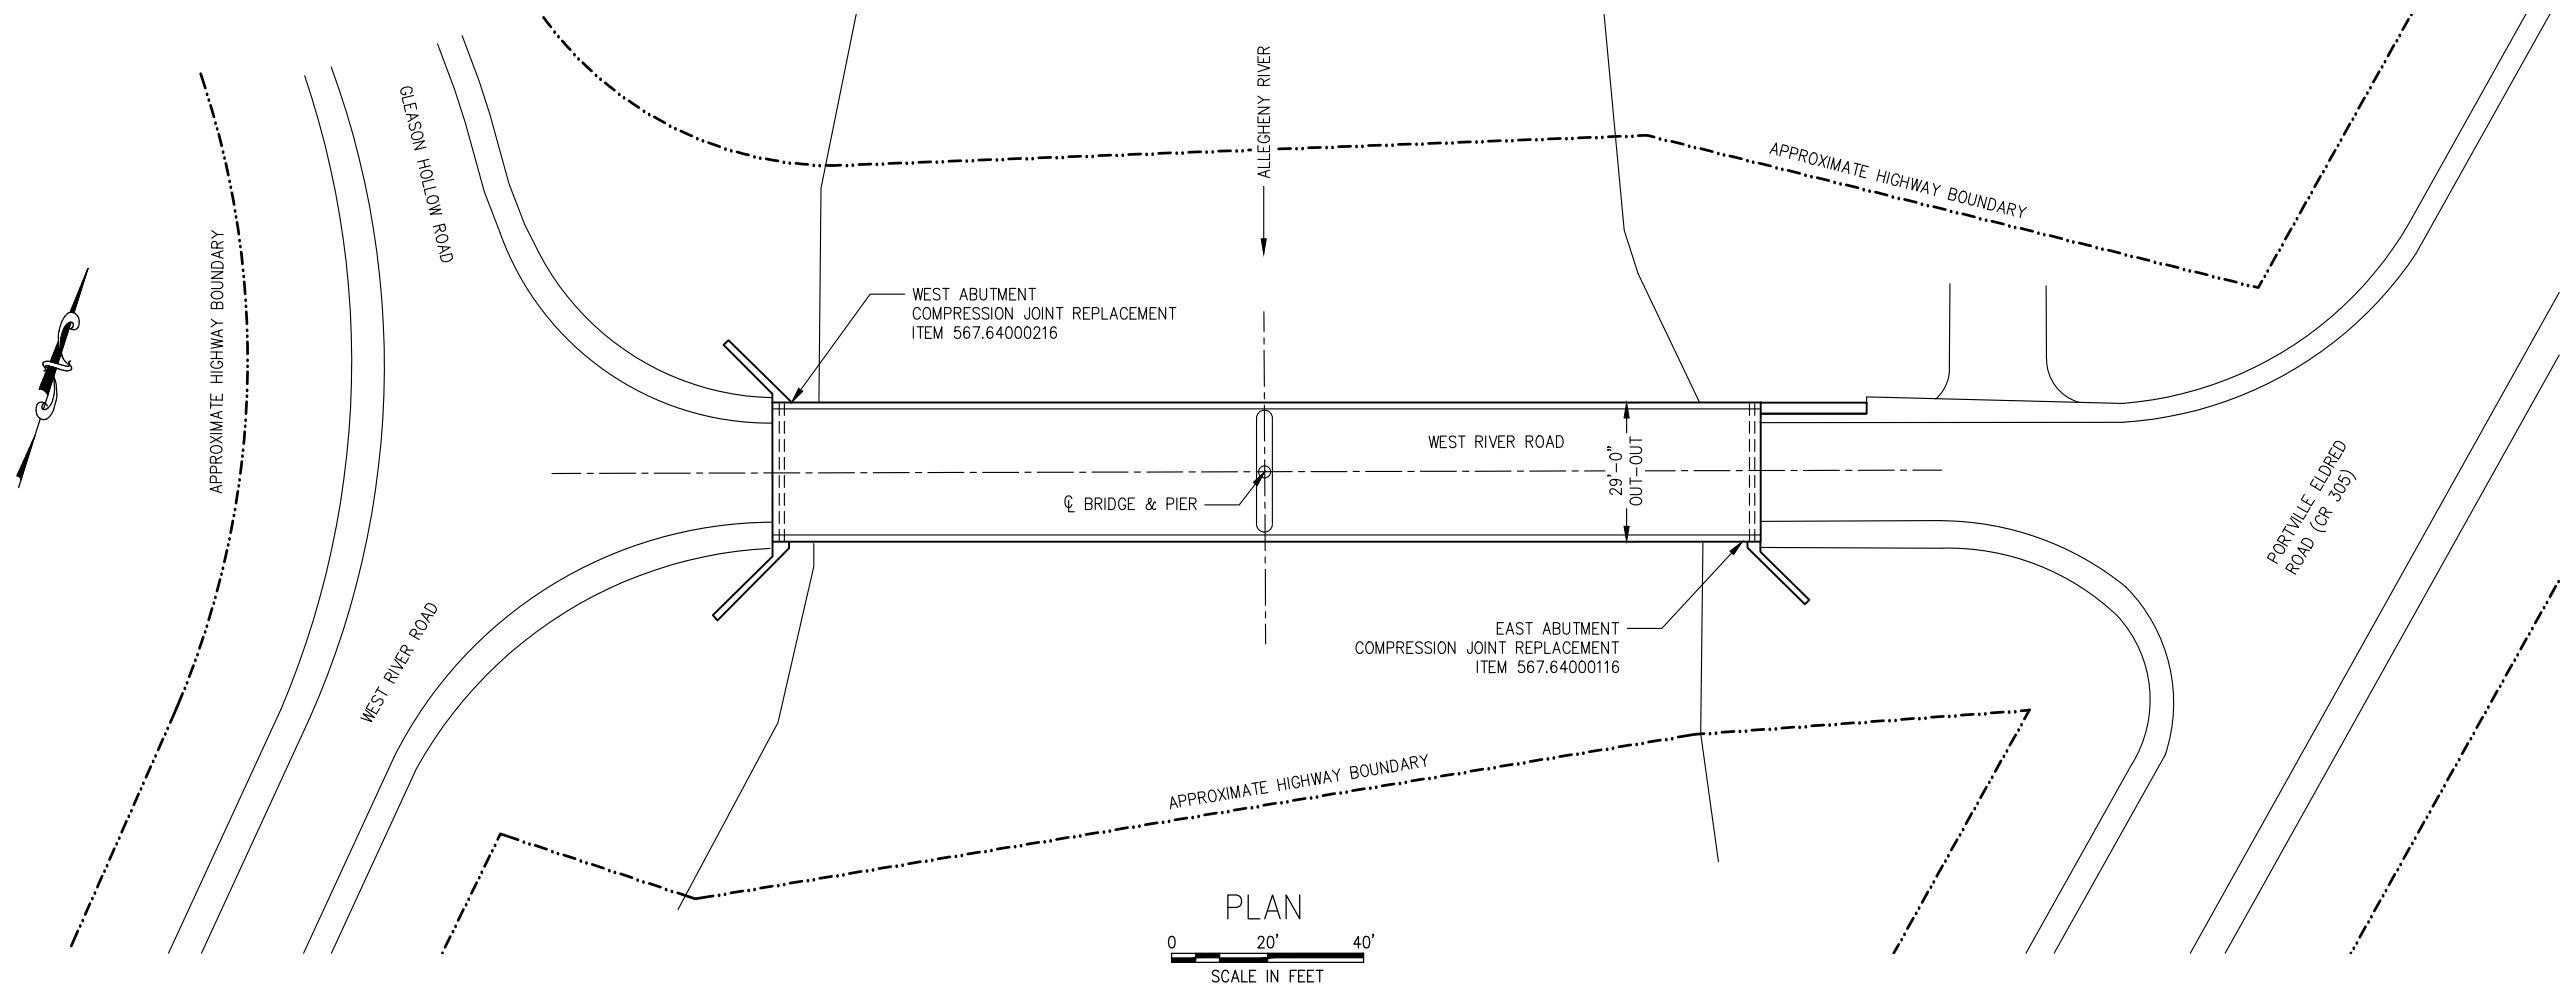 ALLEGHENY RIVER
GLEASON HOLLOW ROAD
APPROXIMATE HIGHWAY BOUNDARY
APPROXIMATE HIGHWAY BOUNDARY
WEST ABUTMENT
COMPRESSION JOINT REPLACEMENT
ITEM 567.64000216
WEST RIVER ROAD
29'-0"
OUT-OUT
℄ BRIDGE & PIER
PORTVILLE ELDRED
ROAD (CR 305)
WEST RIVER ROAD
EAST ABUTMENT
COMPRESSION JOINT REPLACEMENT
ITEM 567.64000116
APPROXIMATE HIGHWAY BOUNDARY
PLAN
0 20' 40'
SCALE IN FEET